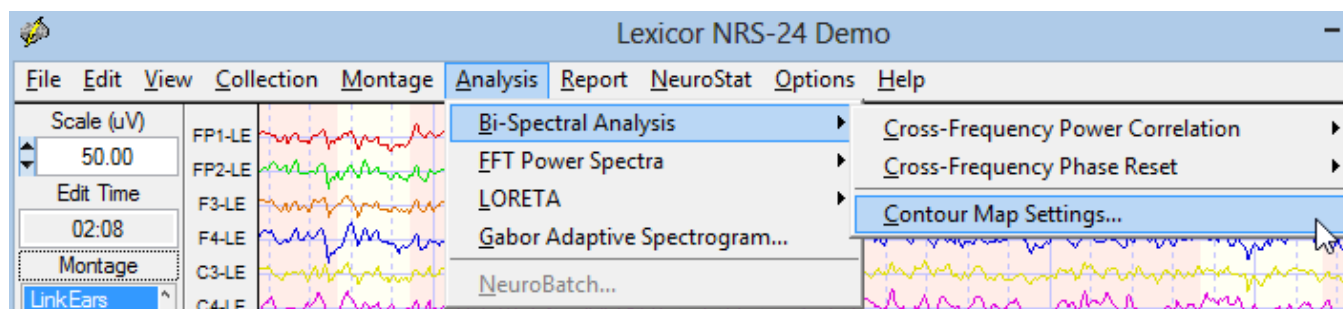 Lexicor NRS-24 Demo
File Edit View Collection Montage Analysis Report NeuroStat Options Help
Scale (uV)
50.00
Edit Time
02:08
Montage
LinkEars
FP1-LE
FP2-LE
F3-LE
F4-LE
C3-LE
C4-LE
Bi-Spectral Analysis
FFT Power Spectra
LORETA
Gabor Adaptive Spectrogram...
NeuroBatch...
Cross-Frequency Power Correlation
Cross-Frequency Phase Reset
Contour Map Settings...